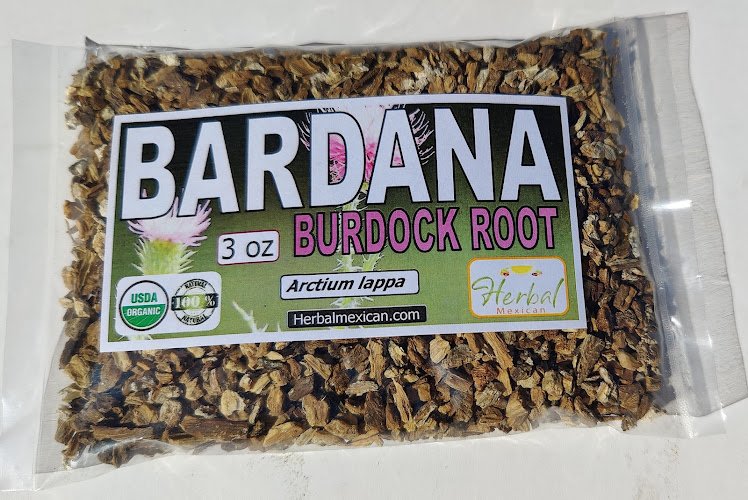 BARDANA
3 oz
BURDOCK ROOT
Arctium lappa
USDA
ORGANIC
NATURAL
100 %
NATURAL
Herbal
Mexican
Herbalmexican.com